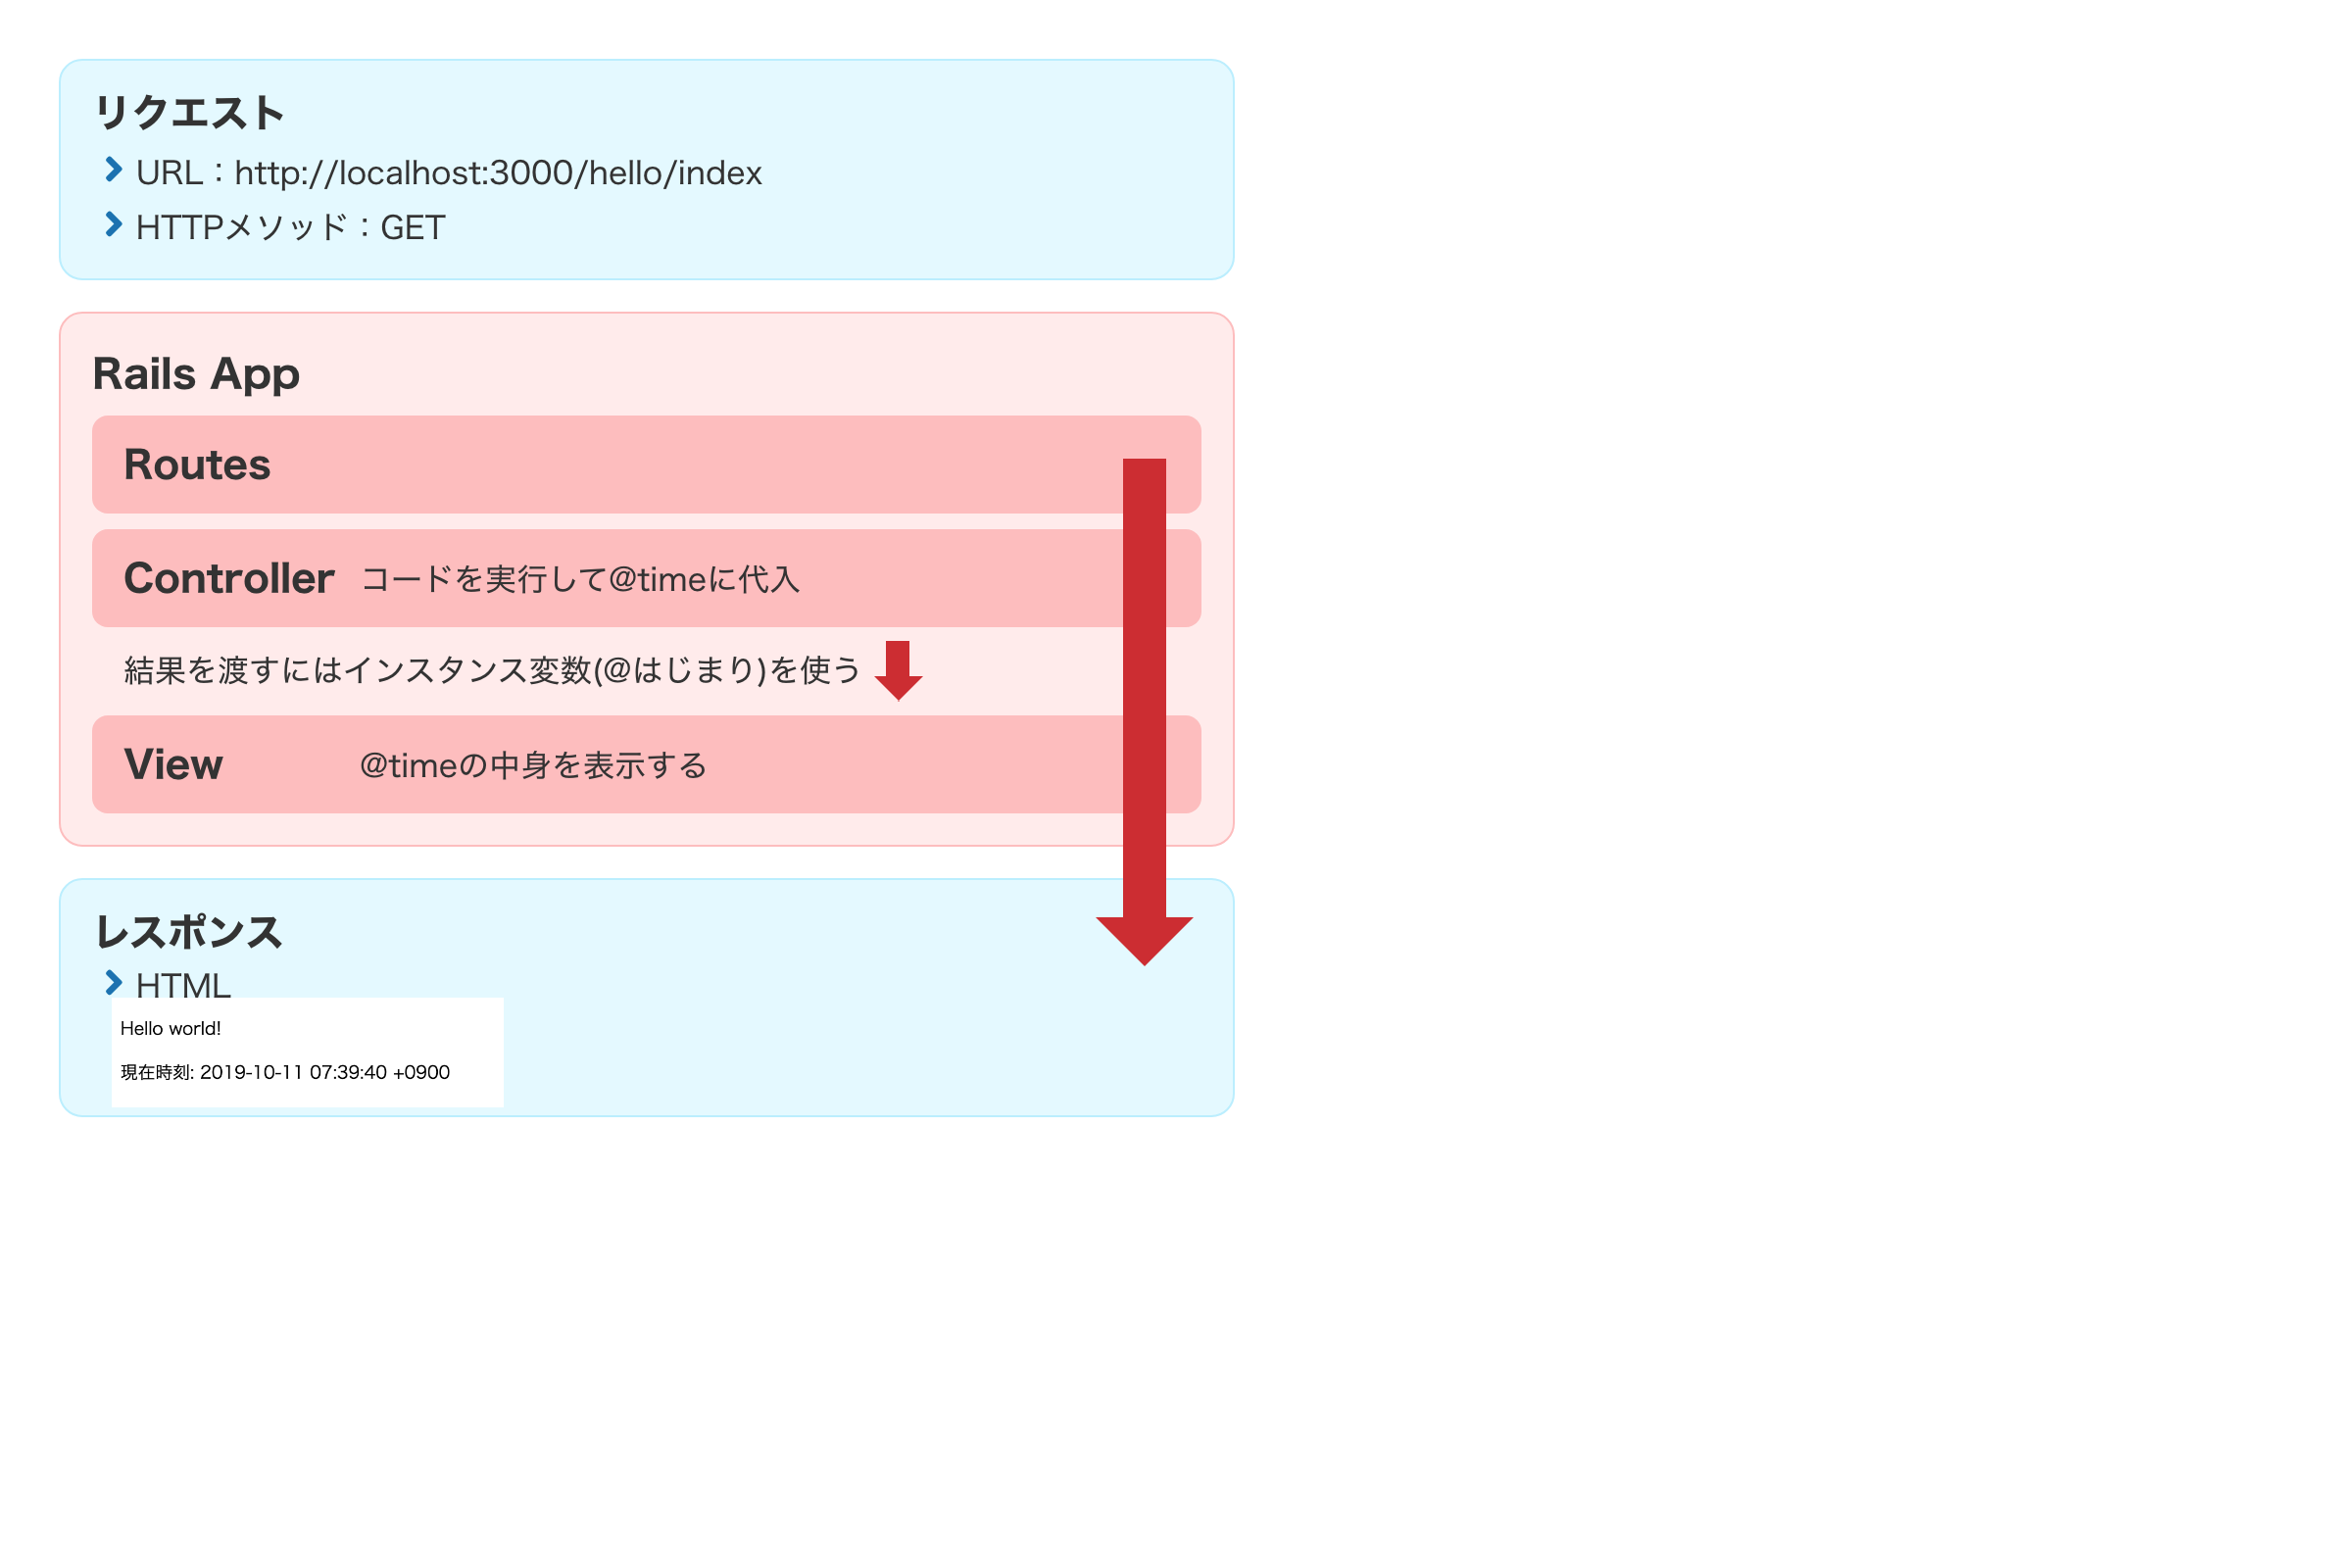 リクエスト
URL：http://localhost:3000/hello/index
HTTPメソッド：GET
Rails App
Routes
Controller コードを実行して@timeに代入
結果を渡すにはインスタンス変数(@はじまり)を使う
View @timeの中身を表示する
レスポンス
HTML
Hello world!
現在時刻: 2019-10-11 07:39:40 +0900